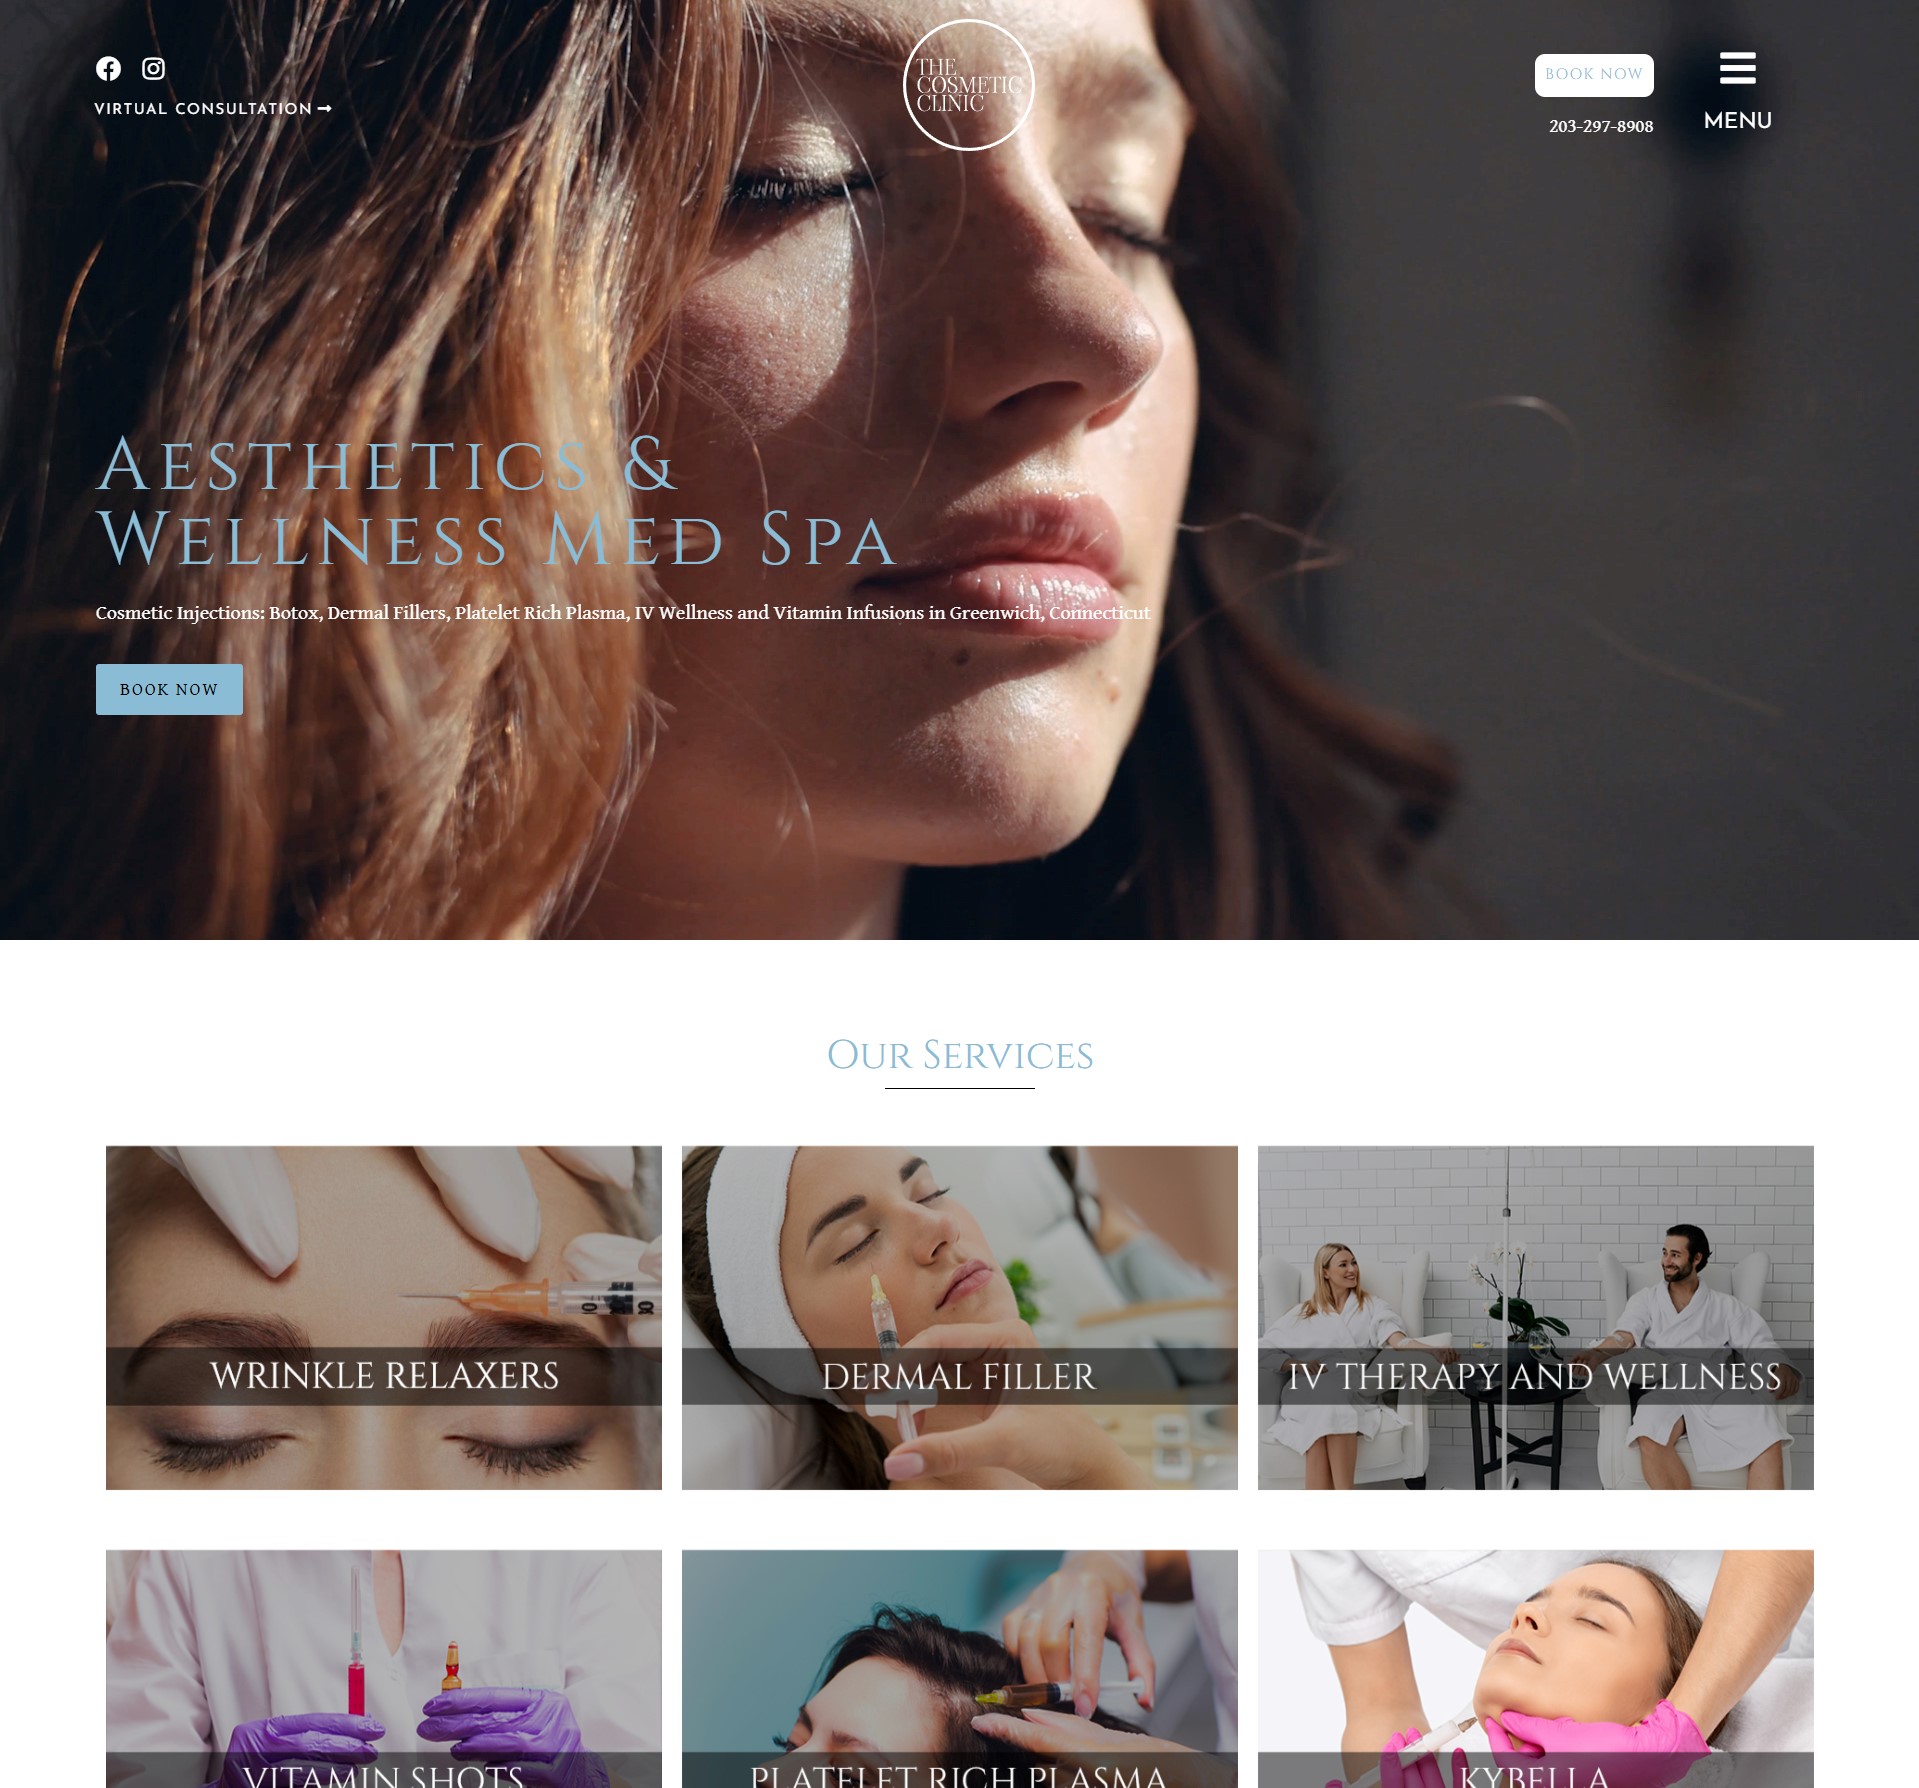 VIRTUAL CONSULTATION
THE
COSMETIC
CLINIC
BOOK NOW
203-297-8908
MENU
AESTHETICS &
WELLNESS MED SPA
Cosmetic Injections: Botox, Dermal Fillers, Platelet Rich Plasma, IV Wellness and Vitamin Infusions in Greenwich, Connecticut
BOOK NOW
OUR SERVICES
WRINKLE RELAXERS
DERMAL FILLER
IV THERAPY AND WELLNESS
VITAMIN SHOTS
PLATELET RICH PLASMA
KYBELLA